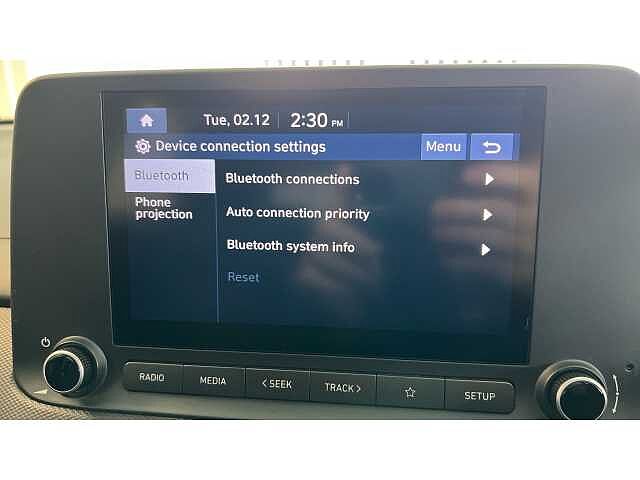 Tue, 02.12 2:30 PM
Device connection settings Menu
Bluetooth
Bluetooth connections
Phone
projection
Auto connection priority
Bluetooth system info
Reset
RADIO MEDIA < SEEK TRACK > SETUP